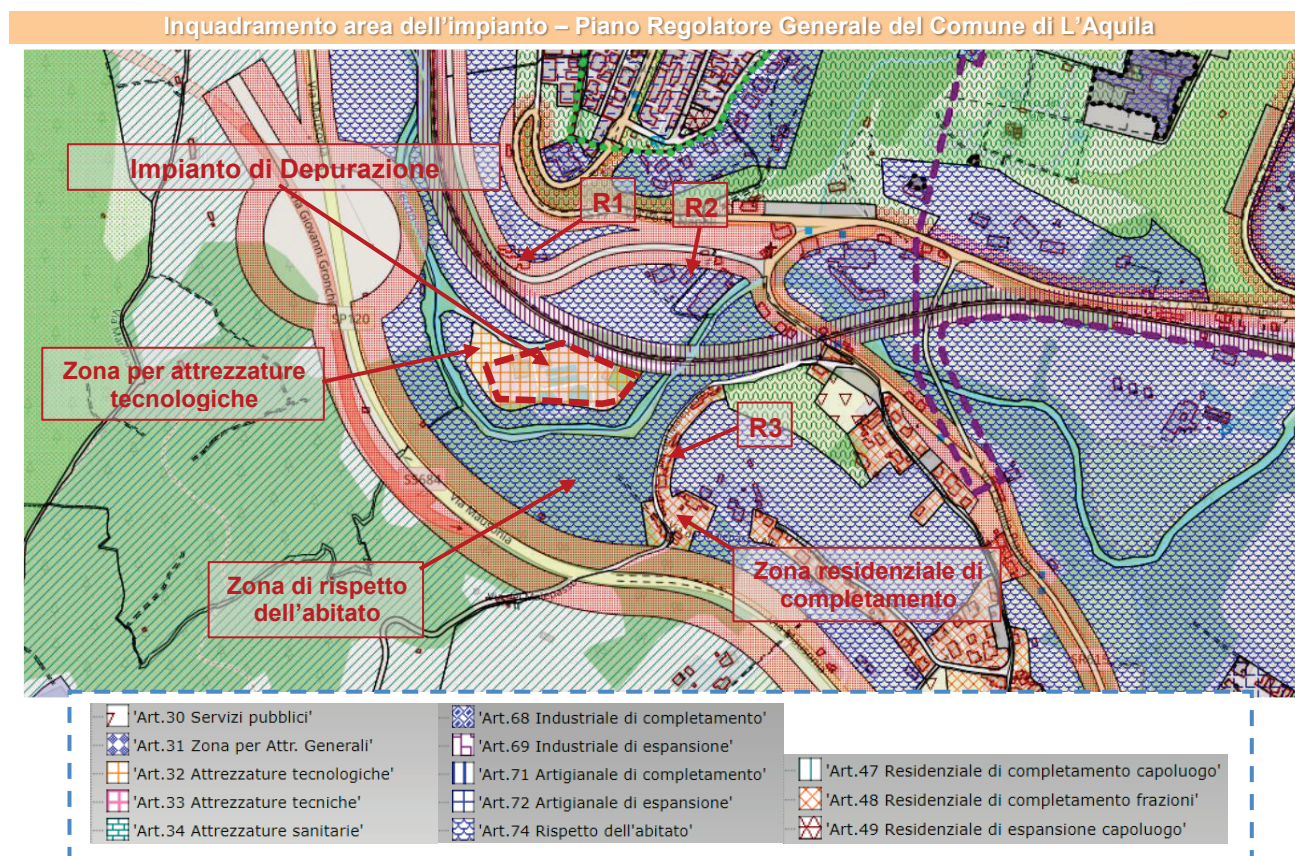 Inquadramento area dell'impianto – Piano Regolatore Generale del Comune di L'Aquila
Impianto di Depurazione
R1
R2
Via Giovanni Gronchi
SP120
Zona per attrezzature
tecnologiche
R3
SS684
Via Mausonia
Zona di rispetto
dell'abitato
Zona residenziale di
completamento
'Art.30 Servizi pubblici'
'Art.31 Zona per Attr. Generali'
'Art.32 Attrezzature tecnologiche'
'Art.33 Attrezzature tecniche'
'Art.34 Attrezzature sanitarie'
'Art.68 Industriale di completamento'
'Art.69 Industriale di espansione'
'Art.71 Artigianale di completamento'
'Art.72 Artigianale di espansione'
'Art.74 Rispetto dell'abitato'
'Art.47 Residenziale di completamento capoluogo'
'Art.48 Residenziale di completamento frazioni'
'Art.49 Residenziale di espansione capoluogo'